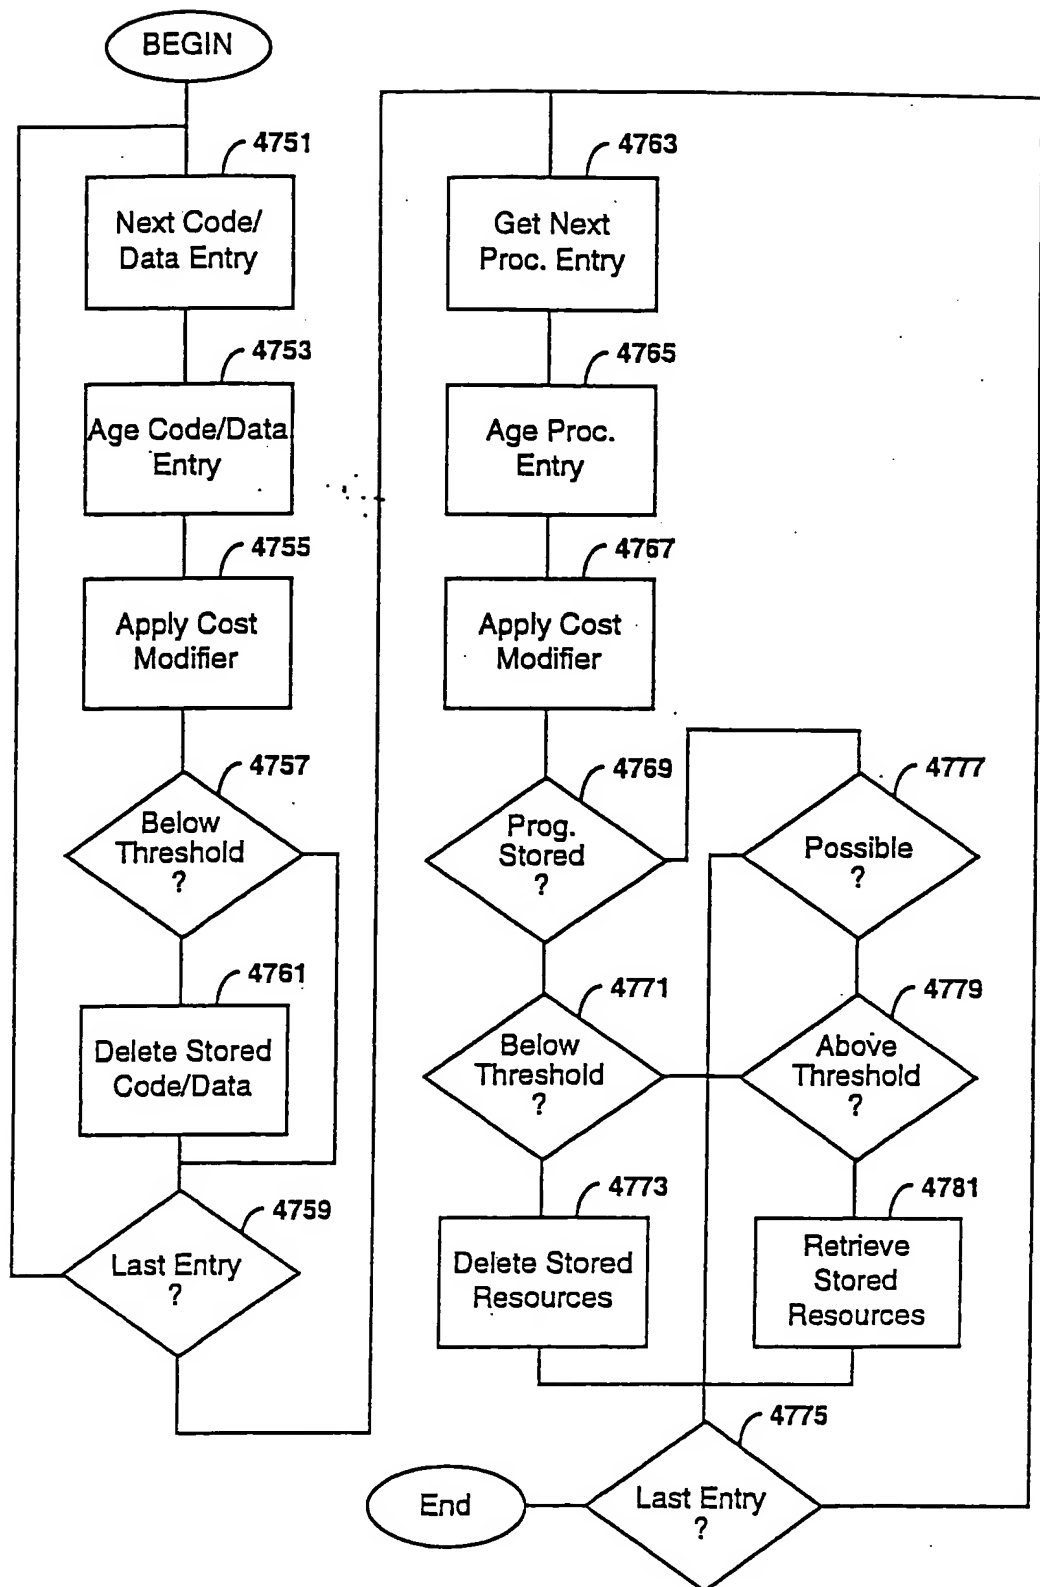 BEGIN
4751
Next Code/
Data Entry
4753
Age Code/Data
Entry
4755
Apply Cost
Modifier
4757
Below
Threshold
?
4761
Delete Stored
Code/Data
4759
Last Entry
?
4763
Get Next
Proc. Entry
4765
Age Proc.
Entry
4767
Apply Cost
Modifier
4769
Prog.
Stored
?
4771
Below
Threshold
?
4773
Delete Stored
Resources
4777
Possible
?
4779
Above
Threshold
?
4781
Retrieve
Stored
Resources
4775
Last Entry
?
End